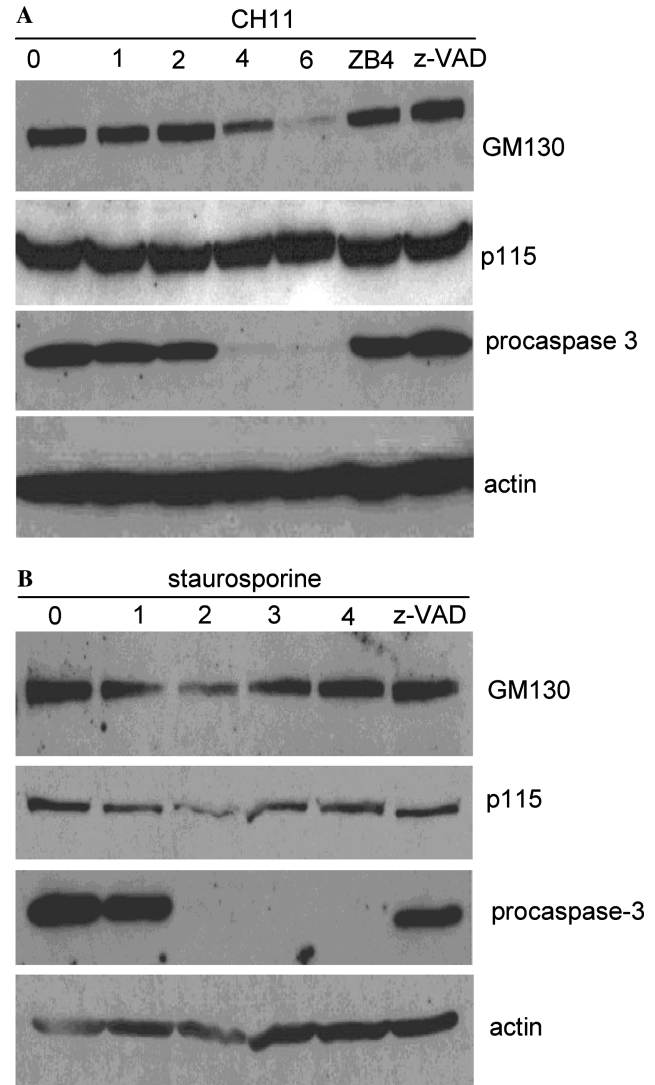 A
CH11
0 1 2 4 6 ZB4 z-VAD
GM130
p115
procaspase 3
actin
B
staurosporine
0 1 2 3 4 z-VAD
GM130
p115
procaspase-3
actin